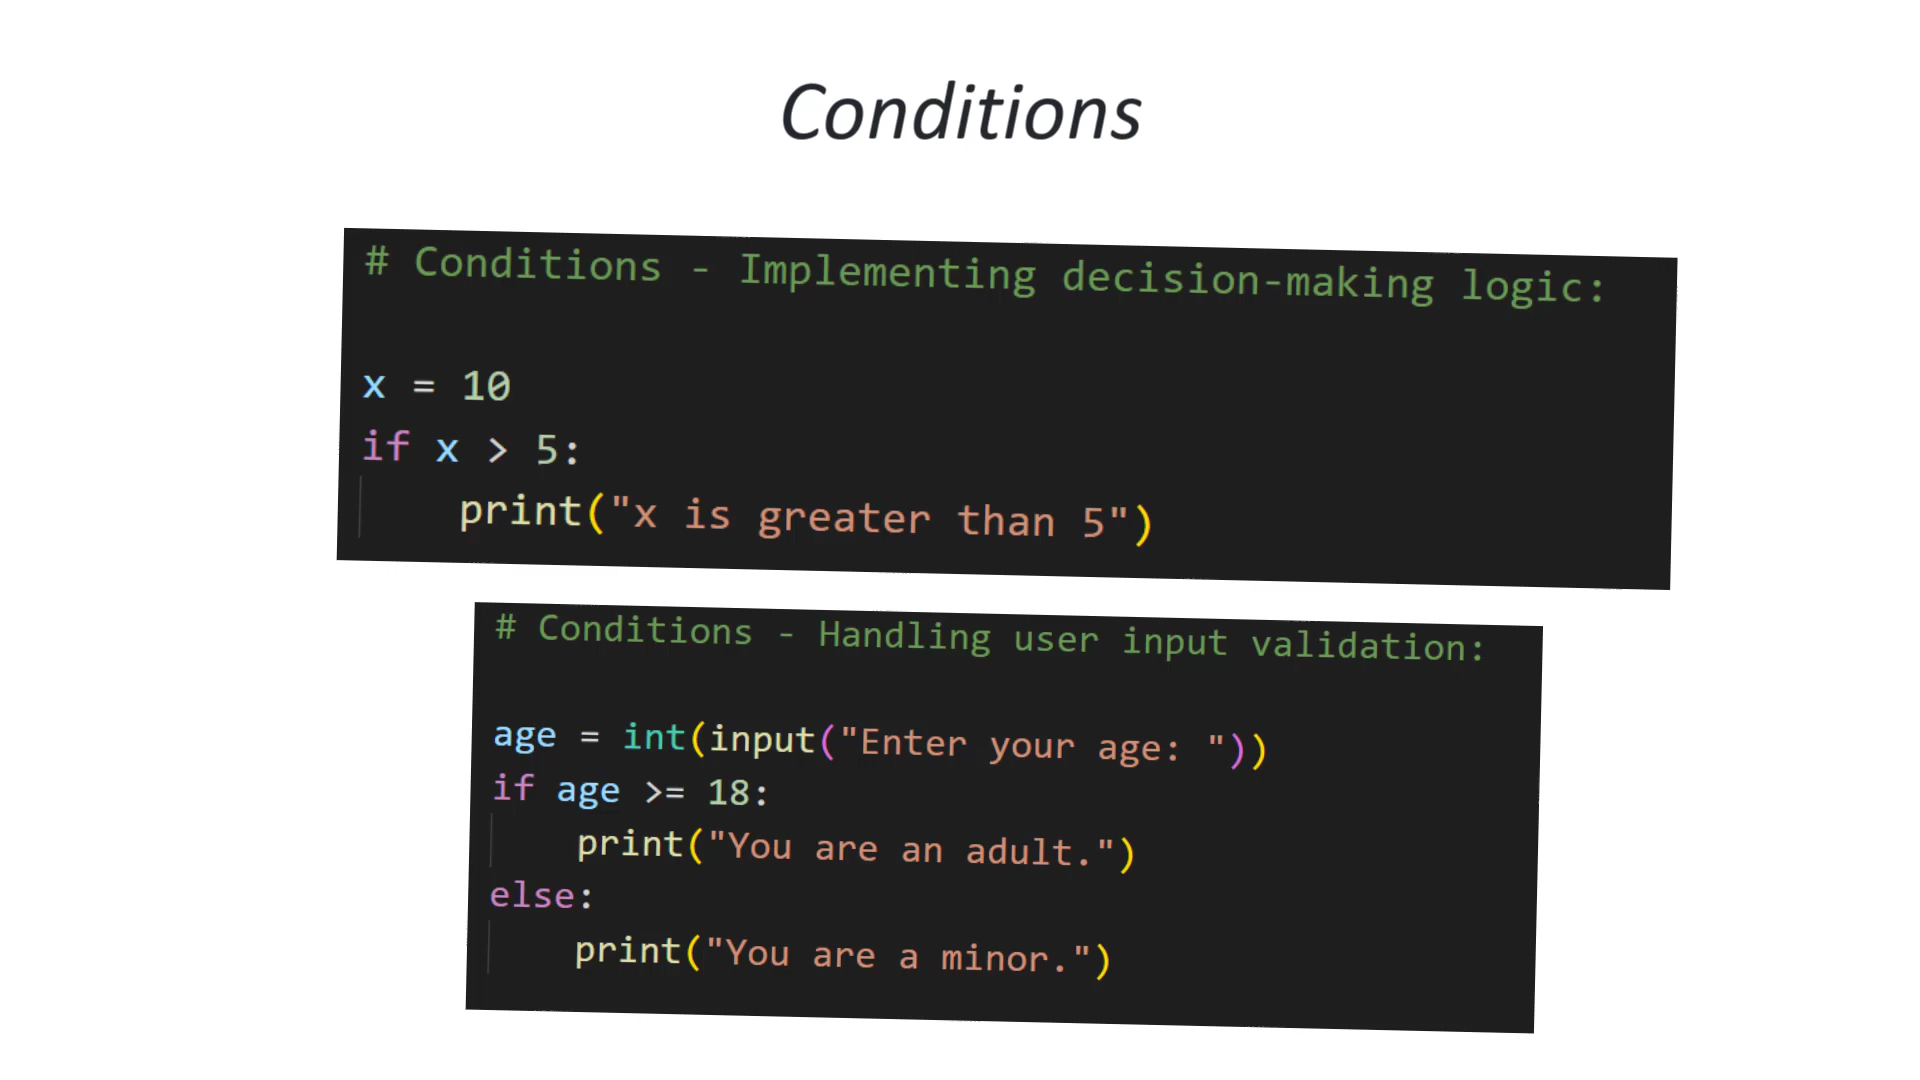 Conditions
# Conditions - Implementing decision-making logic:
x = 10
if x > 5:
    print("x is greater than 5")
# Conditions - Handling user input validation:
age = int(input("Enter your age: "))
if age >= 18:
    print("You are an adult.")
else:
    print("You are a minor.")